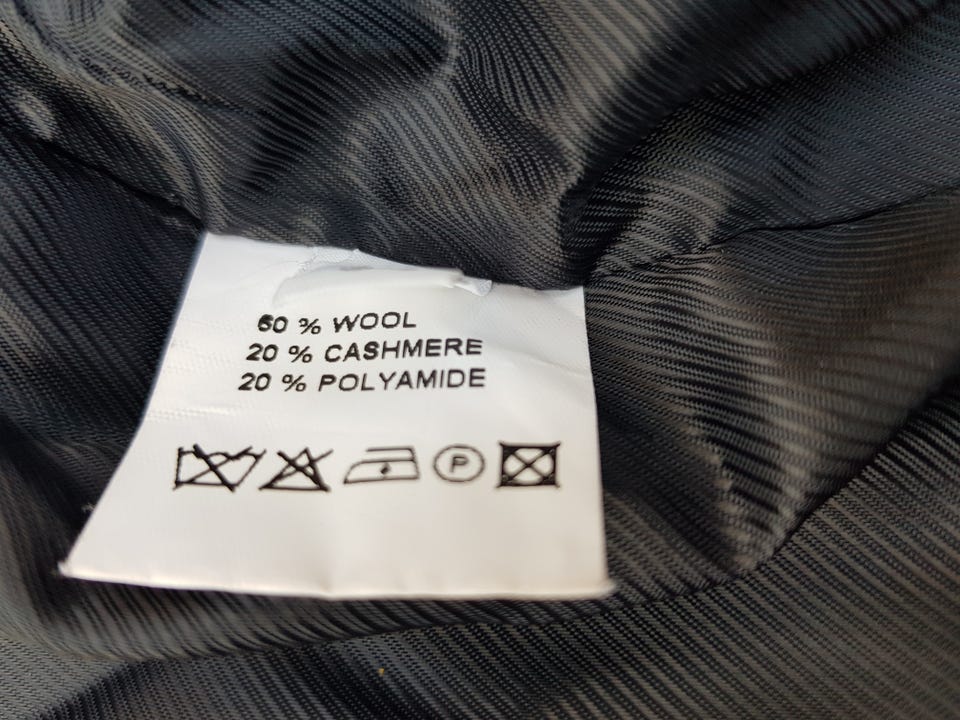 60 % WOOL
20 % CASHMERE
20 % POLYAMIDE
P